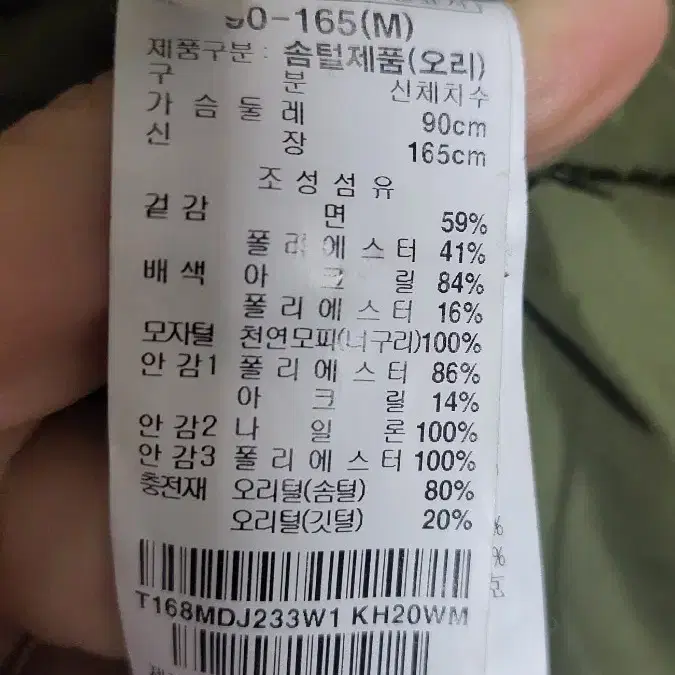 90-165(M)
제품구분 : 솜털제품(오리)
구 분 신체치수
가슴둘레 90cm
신 장 165cm
조성섬유
겉감 면 59%
폴리에스터 41%
배색 아크릴 84%
폴리에스터 16%
모자털 천연모피(너구리)100%
안감1 폴리에스터 86%
아크릴 14%
안감2 나일론 100%
안감3 폴리에스터 100%
충전재 오리털(솜털) 80%
오리털(깃털) 20%
T168MDJ233W1 KH20WM